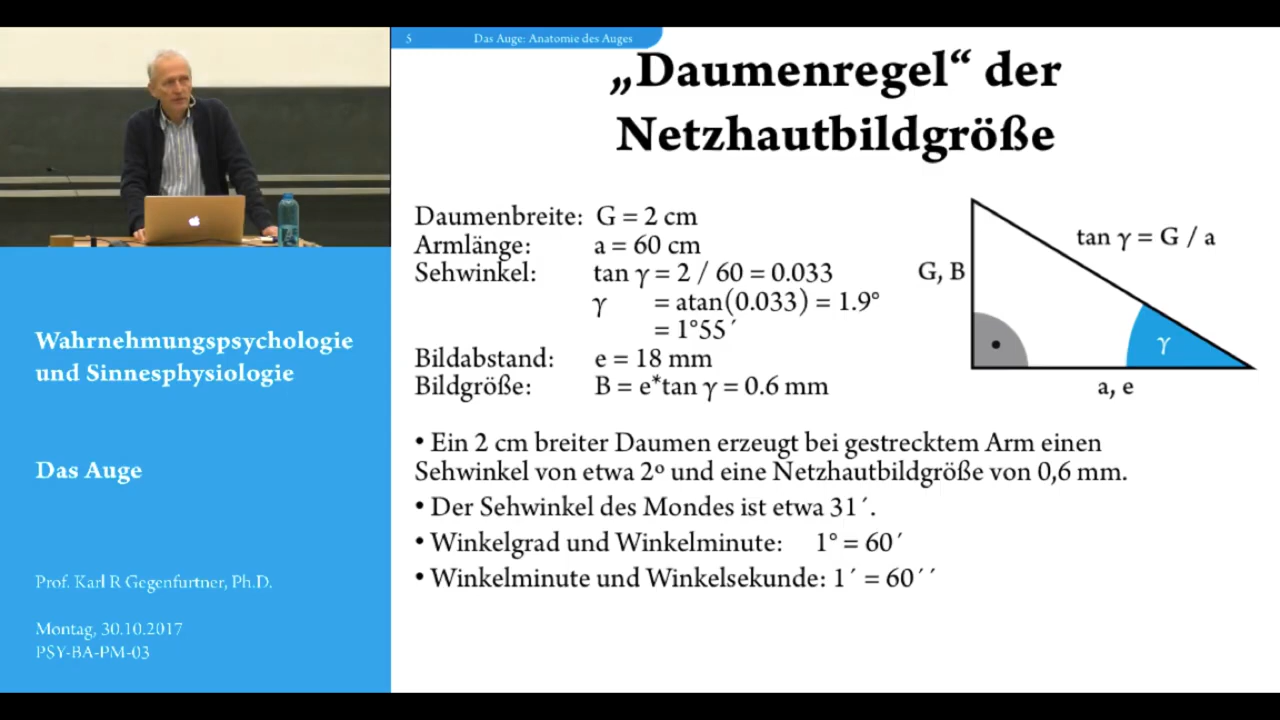 5 Das Auge: Anatomie des Auges
„Daumenregel“ der
Netzhautbildgröße
Daumenbreite: G = 2 cm
Armlänge: a = 60 cm
Sehwinkel: tan γ = 2 / 60 = 0.033
γ = atan(0.033) = 1.9°
= 1°55´
Bildabstand: e = 18 mm
Bildgröße: B = e*tan γ = 0.6 mm
tan γ = G / a
G, B
γ
a, e
• Ein 2 cm breiter Daumen erzeugt bei gestrecktem Arm einen
Sehwinkel von etwa 2º und eine Netzhautbildgröße von 0,6 mm.
• Der Sehwinkel des Mondes ist etwa 31´.
• Winkelgrad und Winkelminute: 1° = 60´
• Winkelminute und Winkelsekunde: 1´ = 60´´
Wahrnehmungspsychologie
und Sinnesphysiologie
Das Auge
Prof. Karl R Gegenfurtner, Ph.D.
Montag, 30.10.2017
PSY-BA-PM-03